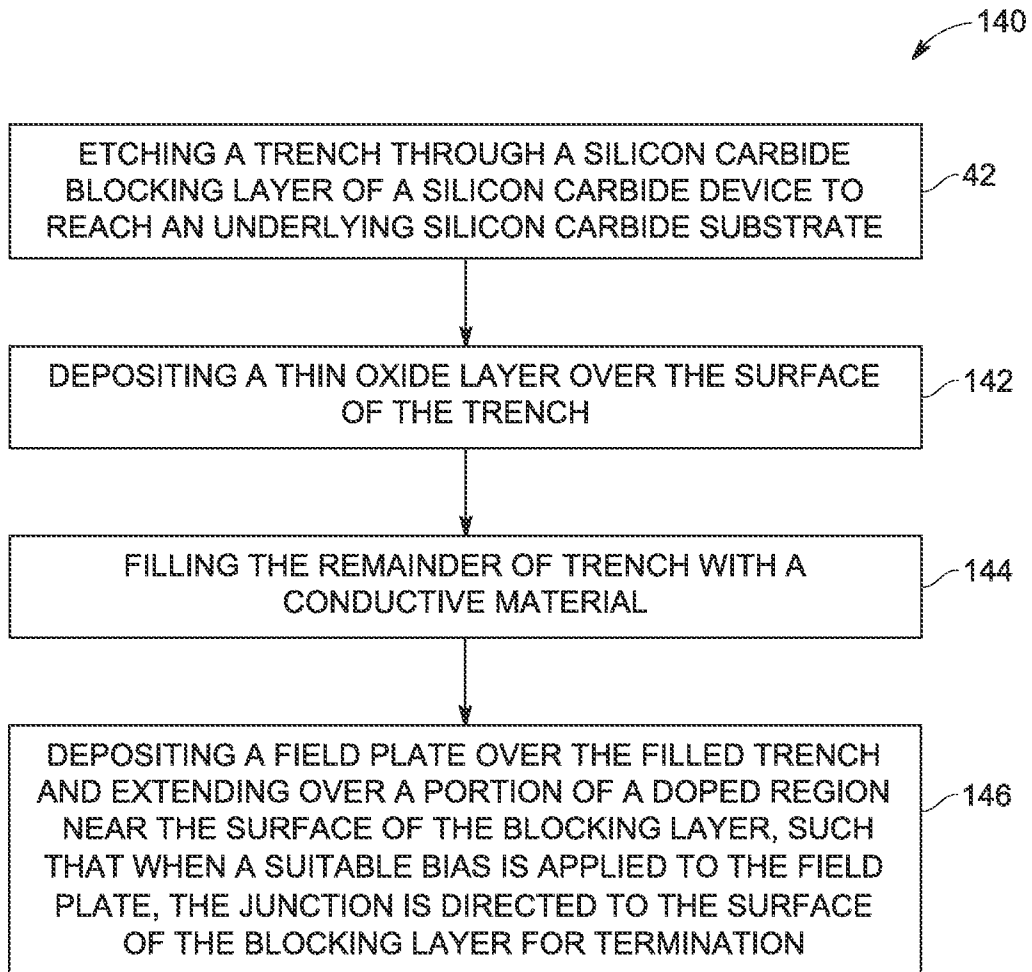 140
ETCHING A TRENCH THROUGH A SILICON CARBIDE
BLOCKING LAYER OF A SILICON CARBIDE DEVICE TO
REACH AN UNDERLYING SILICON CARBIDE SUBSTRATE
42
DEPOSITING A THIN OXIDE LAYER OVER THE SURFACE
OF THE TRENCH
142
FILLING THE REMAINDER OF TRENCH WITH A
CONDUCTIVE MATERIAL
144
DEPOSITING A FIELD PLATE OVER THE FILLED TRENCH
AND EXTENDING OVER A PORTION OF A DOPED REGION
NEAR THE SURFACE OF THE BLOCKING LAYER, SUCH
THAT WHEN A SUITABLE BIAS IS APPLIED TO THE FIELD
PLATE, THE JUNCTION IS DIRECTED TO THE SURFACE
OF THE BLOCKING LAYER FOR TERMINATION
146